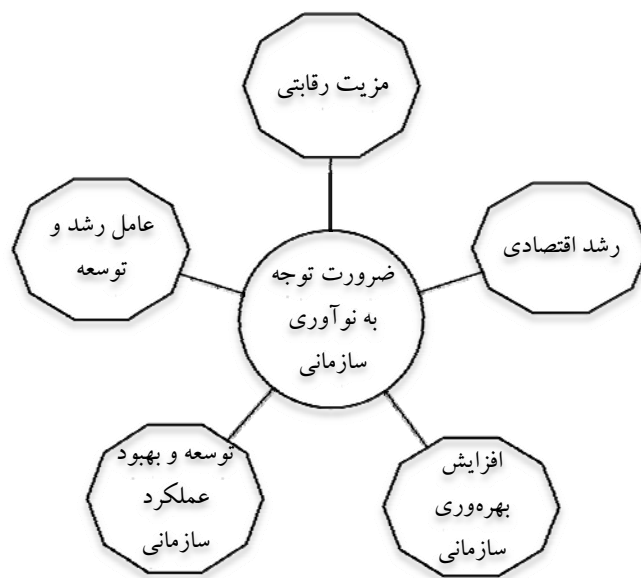 مزیت رقابتی
رشد اقتصادی
عامل رشد و
توسعه
ضرورت توجه
به نوآوری
سازمانی
افزایش
بهره‌وری
سازمانی
توسعه و بهبود
عملکرد
سازمانی